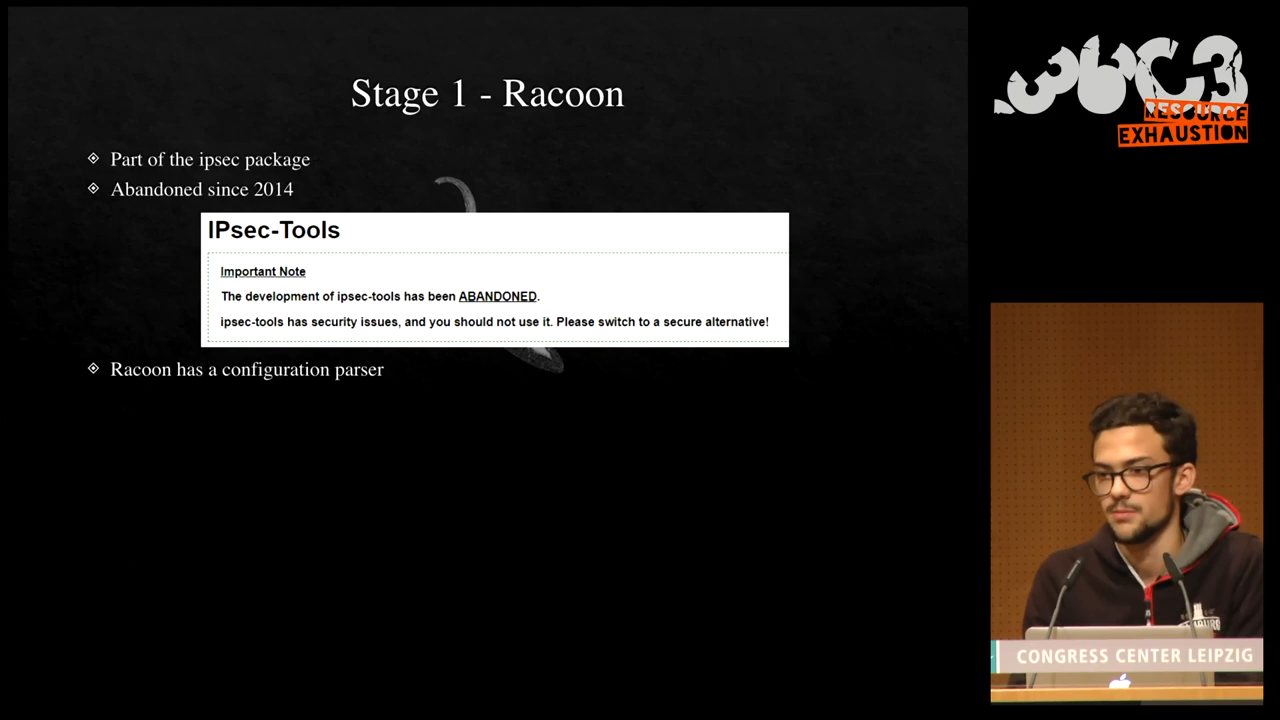 Stage 1 - Racoon
Part of the ipsec package
Abandoned since 2014
IPsec-Tools
Important Note
The development of ipsec-tools has been ABANDONED.
ipsec-tools has security issues, and you should not use it. Please switch to a secure alternative!
Racoon has a configuration parser
36C3
RESOURCE
EXHAUSTION
CONGRESS CENTER LEIPZIG